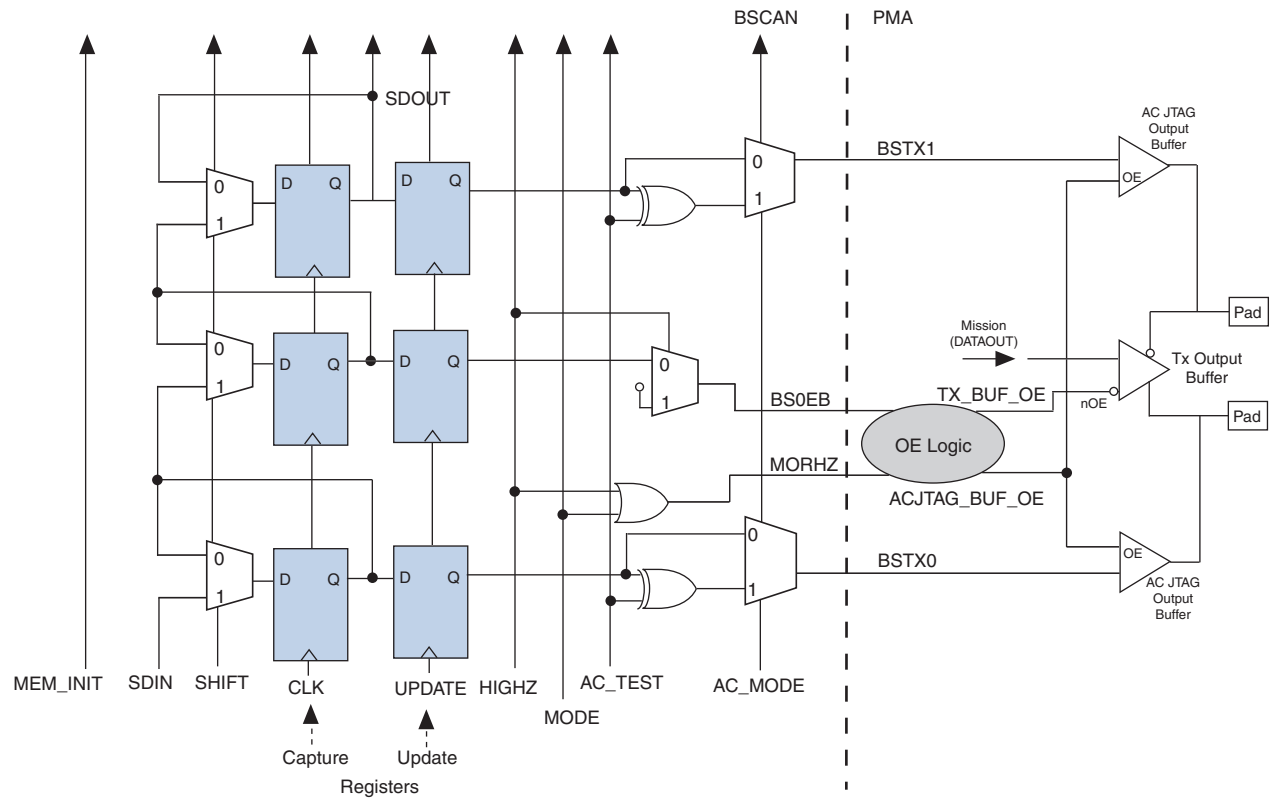 BSCAN
PMA
SDOUT
AC JTAG
Output
Buffer
0
1
D Q
D Q
0
1
BSTX1
OE
Pad
Mission
(DATAOUT)
Tx Output
Buffer
0
1
D Q
D Q
0
1
BS0EB
TX_BUF_OE
nOE
Pad
OE Logic
MORHZ
ACJTAG_BUF_OE
0
1
D Q
D Q
0
1
BSTX0
OE
AC JTAG
Output
Buffer
MEM_INIT
SDIN
SHIFT
CLK
UPDATE
HIGHZ
MODE
AC_TEST
AC_MODE
Capture
Update
Registers